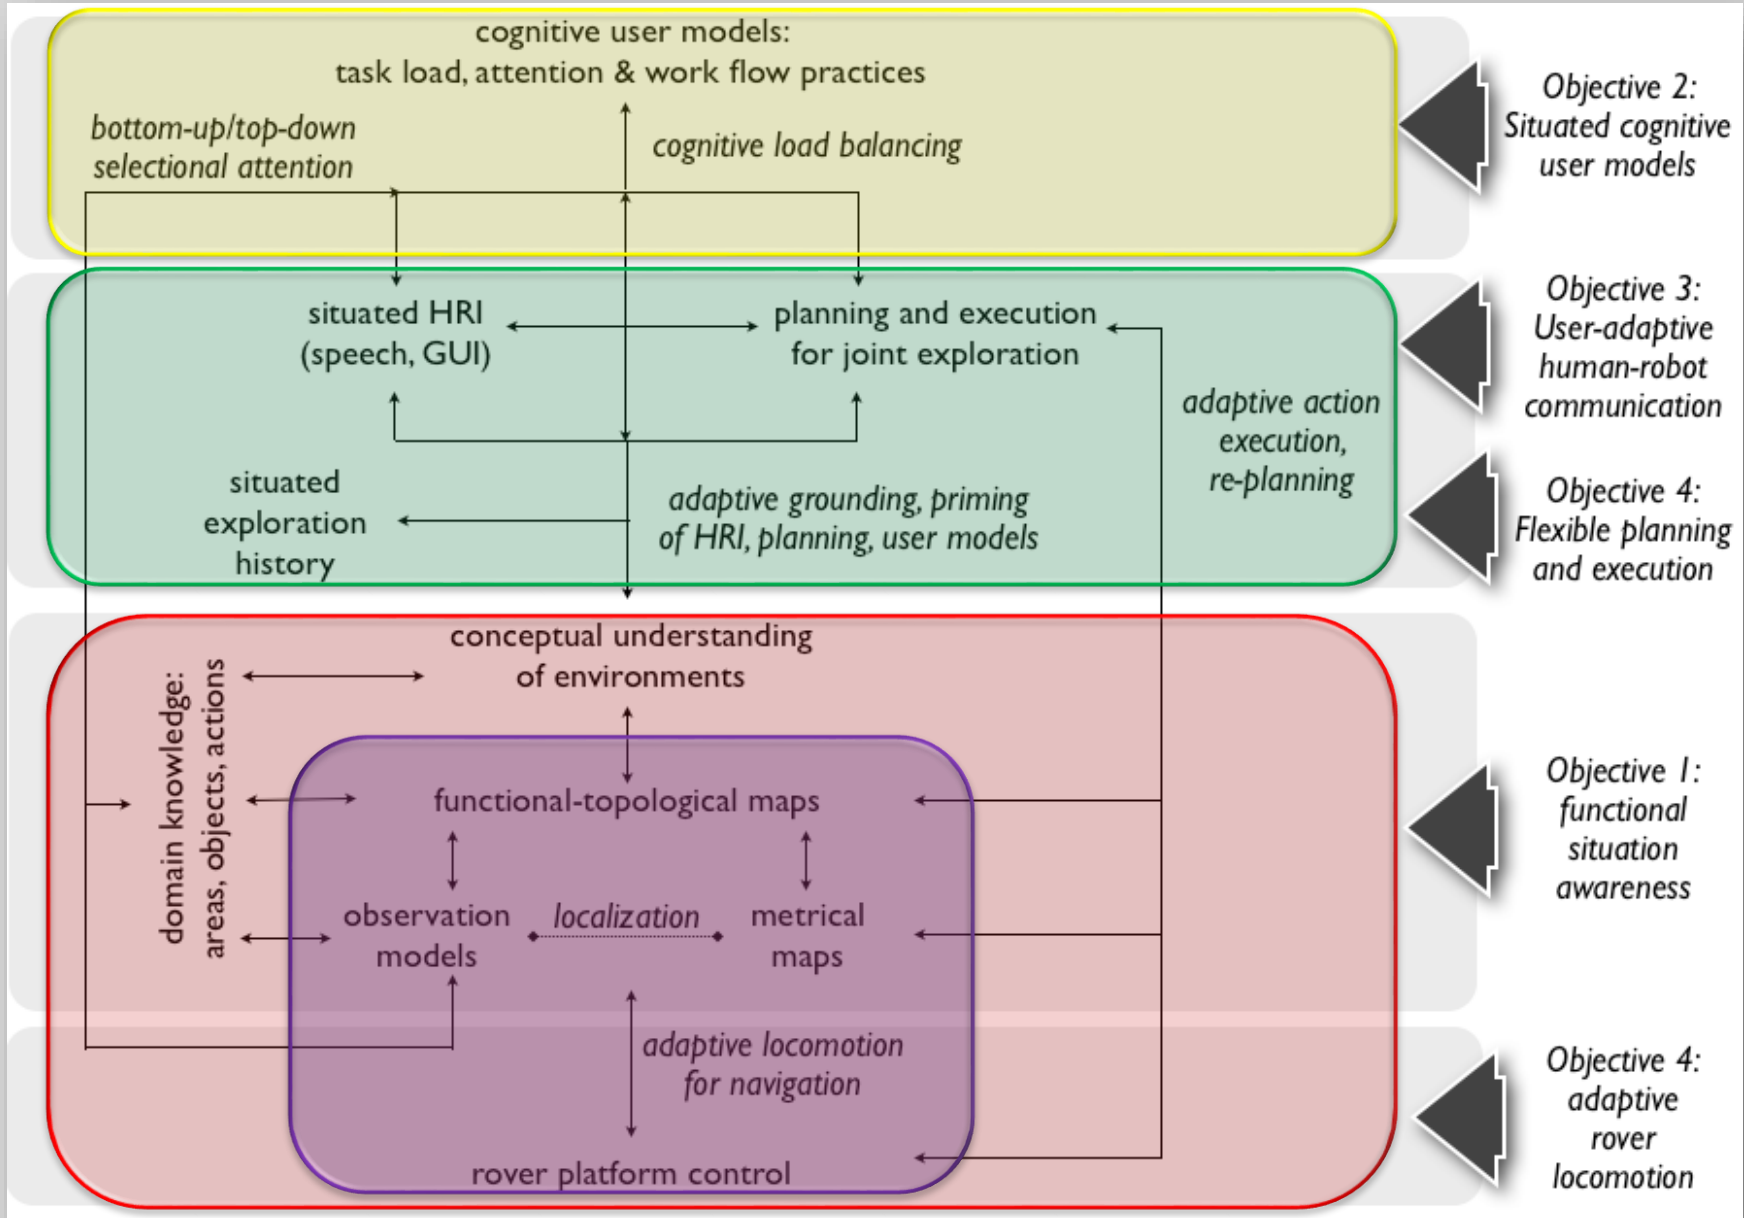 cognitive user models:
task load, attention & work flow practices
bottom-up/top-down
selectional attention
cognitive load balancing
Objective 2:
Situated cognitive
user models
situated HRI
(speech, GUI)
planning and execution
for joint exploration
adaptive action
execution,
re-planning
Objective 3:
User-adaptive
human-robot
communication
situated
exploration
history
adaptive grounding, priming
of HRI, planning, user models
Objective 4:
Flexible planning
and execution
conceptual understanding
of environments
domain knowledge:
areas, objects, actions
functional-topological maps
observation
models
localization
metrical
maps
Objective 1:
functional
situation
awareness
adaptive locomotion
for navigation
rover platform control
Objective 4:
adaptive
rover
locomotion